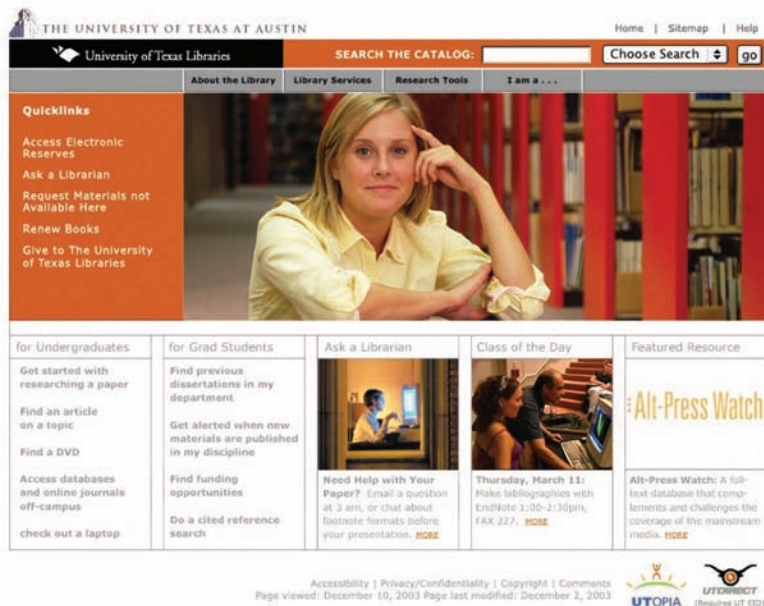 THE UNIVERSITY OF TEXAS AT AUSTIN
Home | Sitemap | Help
University of Texas Libraries
SEARCH THE CATALOG:
Choose Search
go
About the Library
Library Services
Research Tools
I am a . . .
Quicklinks
Access Electronic
Reserves
Ask a Librarian
Request Materials not
Available Here
Renew Books
Give to The University
of Texas Libraries
for Undergraduates
Get started with
researching a paper
Find an article
on a topic
Find a DVD
Access databases
and online journals
off-campus
check out a laptop
for Grad Students
Find previous
dissertations in my
department
Get alerted when new
materials are published
in my discipline
Find funding
opportunities
Do a cited reference
search
Ask a Librarian
Need Help with Your
Paper? Email a question
at 3 am, or chat about
footnote formats before
your presentation. MORE
Class of the Day
Thursday, March 11:
Make bibliographies with
EndNote 1:00-2:30pm,
FAX 227. MORE
Featured Resource
Alt-Press Watch
Alt-Press Watch: A full-
text database that comp-
lements and challenges the
coverage of the mainstream
media. MORE
Accessibility | Privacy/Confidentiality | Copyright | Comments
Page viewed: December 10, 2003 Page last modified: December 2, 2003
UTOPIA
UTDIRECT
(Requires UT EID)